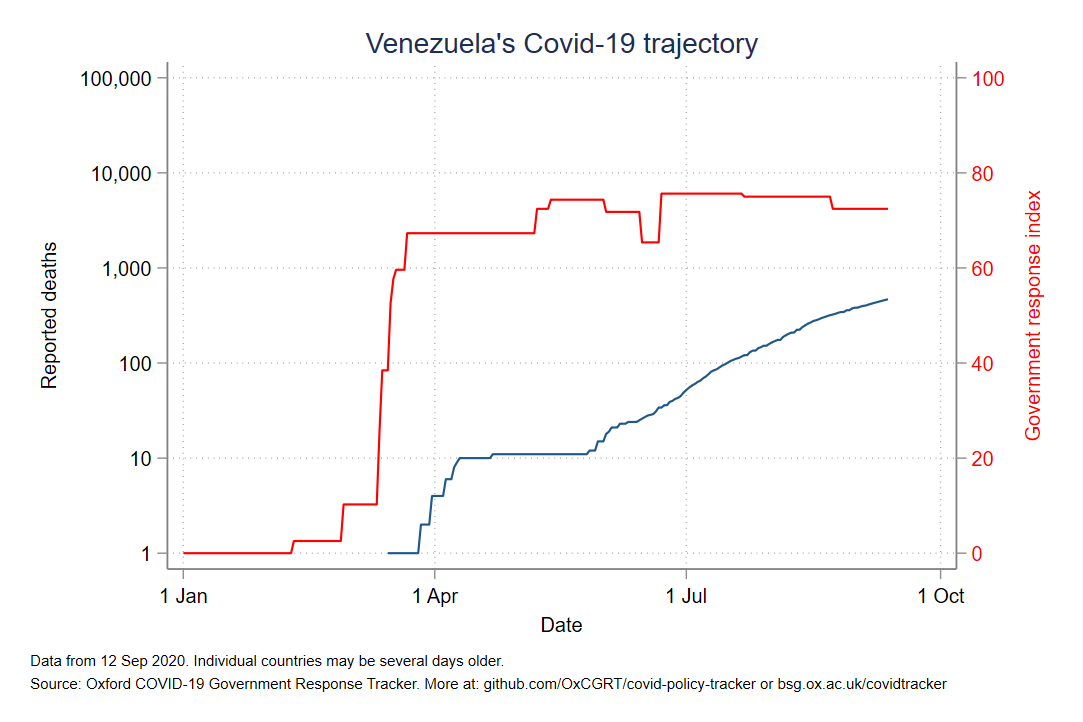 Venezuela's Covid-19 trajectory
100,000
10,000
1,000
100
10
1
Reported deaths
100
80
60
40
20
0
Government response index
1 Jan
1 Apr
1 Jul
1 Oct
Date
Data from 12 Sep 2020. Individual countries may be several days older.
Source: Oxford COVID-19 Government Response Tracker. More at: github.com/OxCGRT/covid-policy-tracker or bsg.ox.ac.uk/covidtracker